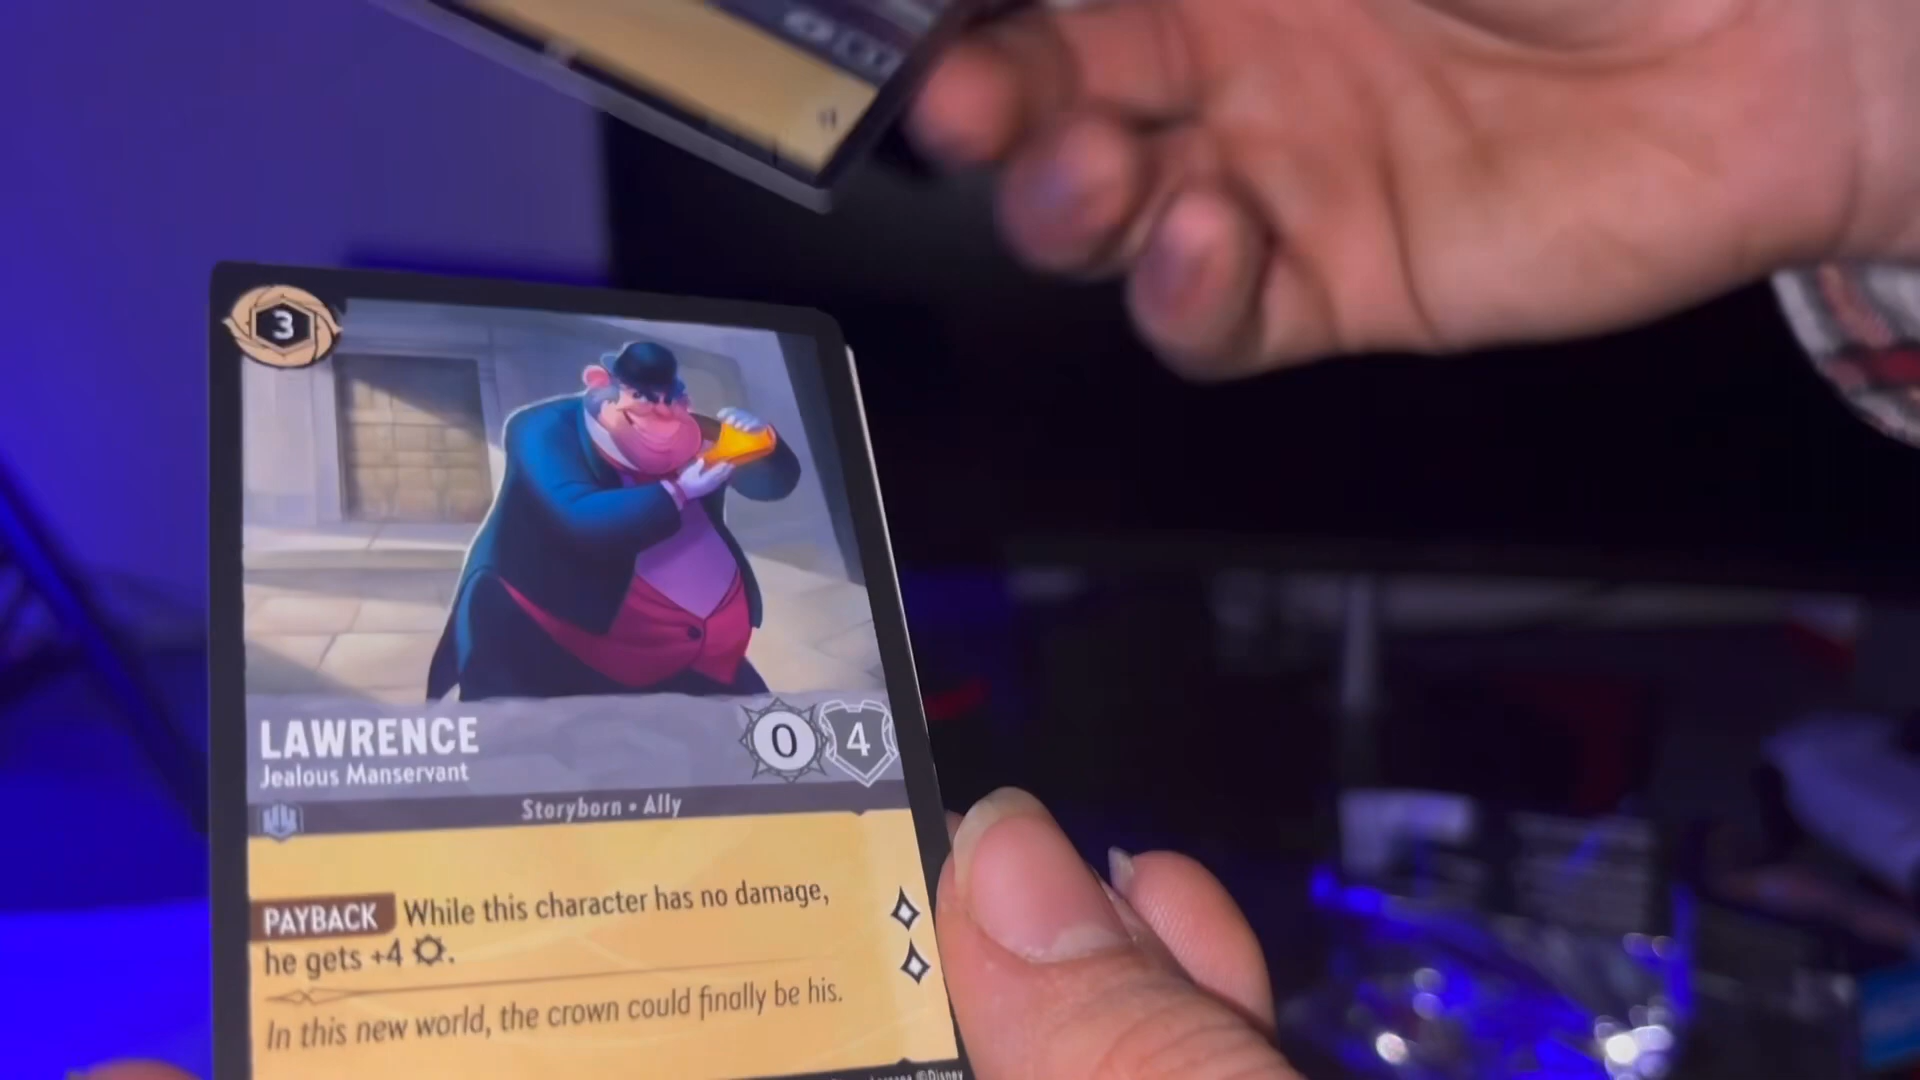 3
LAWRENCE
Jealous Manservant
0 4
Storyborn • Ally
PAYBACK While this character has no damage,
he gets +4 ⛭.
In this new world, the crown could finally be his.
©Disney